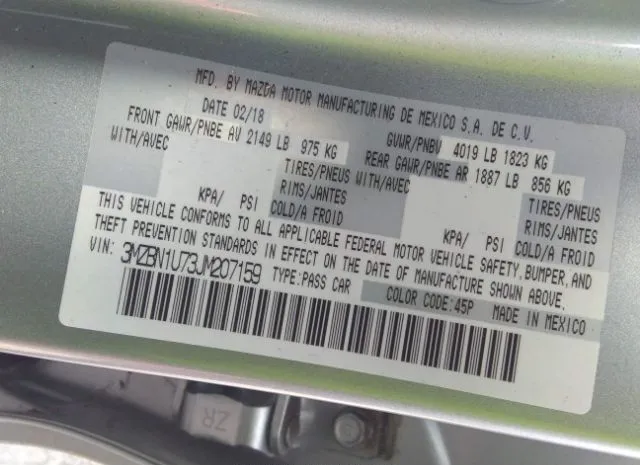 MFD. BY MAZDA MOTOR MANUFACTURING DE MEXICO S.A. DE C.V.
DATE 02/18 GVWR/PNBV 4019 LB 1823 KG
FRONT GAWR/PNBE AV 2149 LB 975 KG REAR GAWR/PNBE AR 1887 LB 856 KG
WITH/AVEC TIRES/PNEUS WITH/AVEC TIRES/PNEUS
RIMS/JANTES RIMS/JANTES
KPA/ PSI COLD/A FROID KPA/ PSI COLD/A FROID
THIS VEHICLE CONFORMS TO ALL APPLICABLE FEDERAL MOTOR VEHICLE SAFETY, BUMPER, AND
THEFT PREVENTION STANDARDS IN EFFECT ON THE DATE OF MANUFACTURE SHOWN ABOVE.
VIN: 3MZBN1U73JM207159 TYPE:PASS CAR COLOR CODE:45P MADE IN MEXICO
ZR